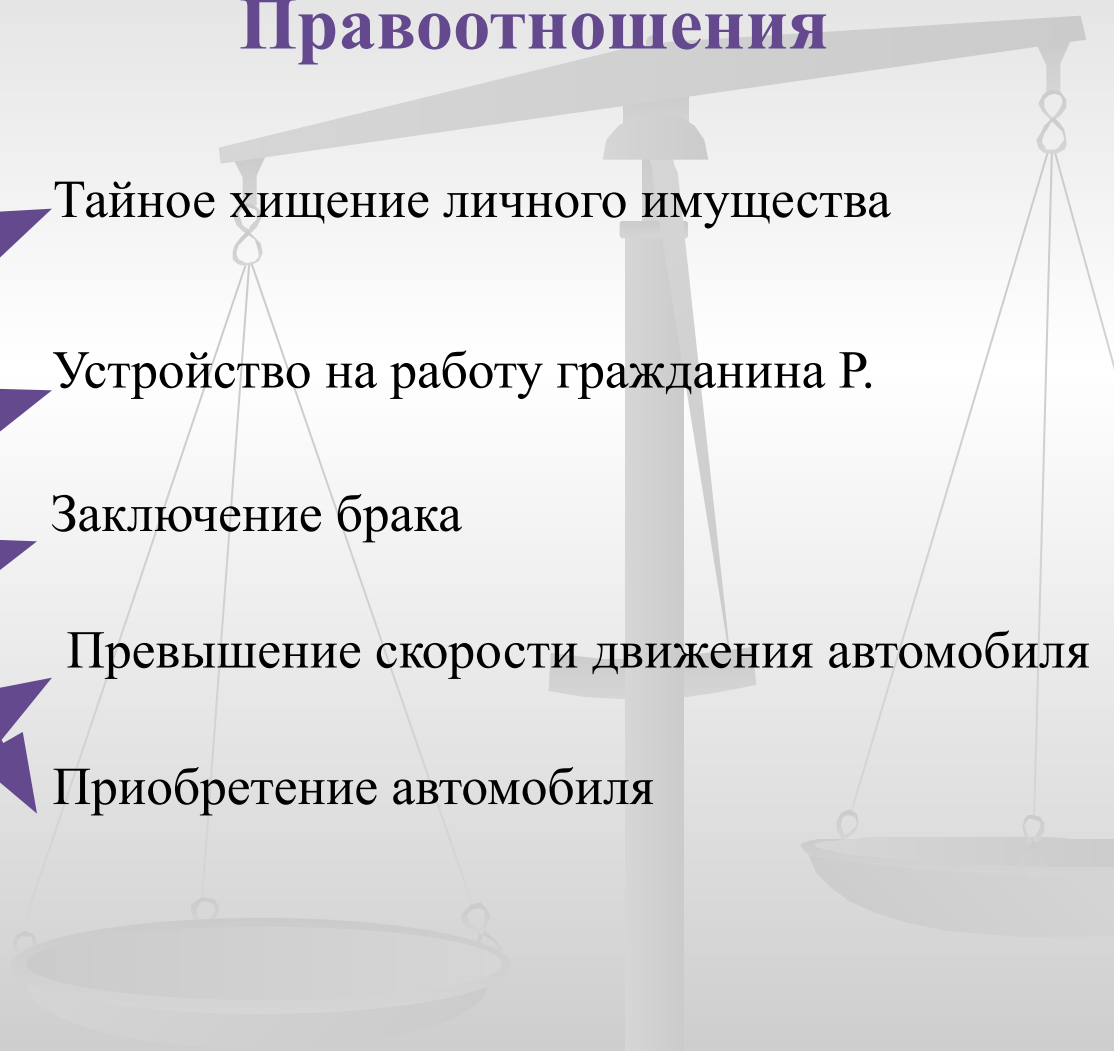 Правоотношения
Тайное хищение личного имущества
Устройство на работу гражданина Р.
Заключение брака
Превышение скорости движения автомобиля
Приобретение автомобиля